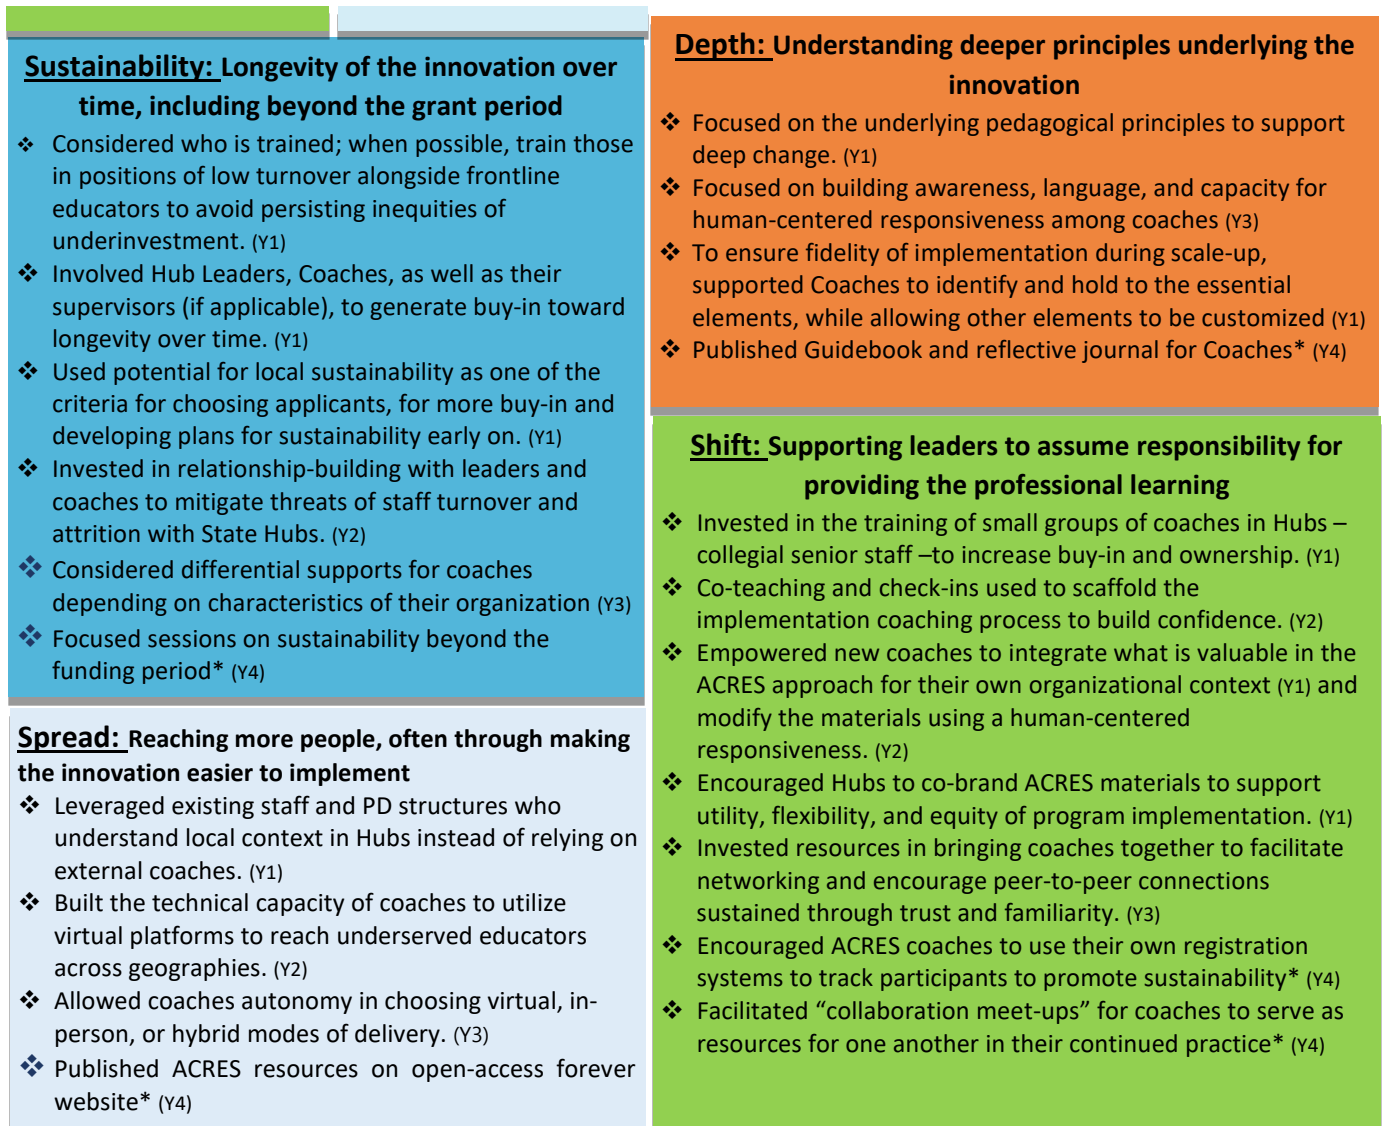 Sustainability: Longevity of the innovation over
time, including beyond the grant period
❖ Considered who is trained; when possible, train those
in positions of low turnover alongside frontline
educators to avoid persisting inequities of
underinvestment. (Y1)
❖ Involved Hub Leaders, Coaches, as well as their
supervisors (if applicable), to generate buy-in toward
longevity over time. (Y1)
❖ Used potential for local sustainability as one of the
criteria for choosing applicants, for more buy-in and
developing plans for sustainability early on. (Y1)
❖ Invested in relationship-building with leaders and
coaches to mitigate threats of staff turnover and
attrition with State Hubs. (Y2)
❖ Considered differential supports for coaches
depending on characteristics of their organization (Y3)
❖ Focused sessions on sustainability beyond the
funding period* (Y4)
Spread: Reaching more people, often through making
the innovation easier to implement
❖ Leveraged existing staff and PD structures who
understand local context in Hubs instead of relying on
external coaches. (Y1)
❖ Built the technical capacity of coaches to utilize
virtual platforms to reach underserved educators
across geographies. (Y2)
❖ Allowed coaches autonomy in choosing virtual, in-
person, or hybrid modes of delivery. (Y3)
❖ Published ACRES resources on open-access forever
website* (Y4)
Depth: Understanding deeper principles underlying the
innovation
❖ Focused on the underlying pedagogical principles to support
deep change. (Y1)
❖ Focused on building awareness, language, and capacity for
human-centered responsiveness among coaches (Y3)
❖ To ensure fidelity of implementation during scale-up,
supported Coaches to identify and hold to the essential
elements, while allowing other elements to be customized (Y1)
❖ Published Guidebook and reflective journal for Coaches* (Y4)
Shift: Supporting leaders to assume responsibility for
providing the professional learning
❖ Invested in the training of small groups of coaches in Hubs –
collegial senior staff –to increase buy-in and ownership. (Y1)
❖ Co-teaching and check-ins used to scaffold the
implementation coaching process to build confidence. (Y2)
❖ Empowered new coaches to integrate what is valuable in the
ACRES approach for their own organizational context (Y1) and
modify the materials using a human-centered
responsiveness. (Y2)
❖ Encouraged Hubs to co-brand ACRES materials to support
utility, flexibility, and equity of program implementation. (Y1)
❖ Invested resources in bringing coaches together to facilitate
networking and encourage peer-to-peer connections
sustained through trust and familiarity. (Y3)
❖ Encouraged ACRES coaches to use their own registration
systems to track participants to promote sustainability* (Y4)
❖ Facilitated “collaboration meet-ups” for coaches to serve as
resources for one another in their continued practice* (Y4)